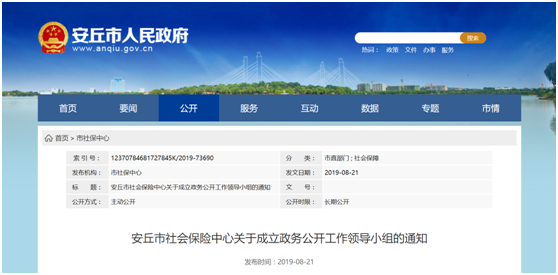 安丘市人民政府
www.anqiu.gov.cn
搜索
热词： 政策 文件 办事 服务
首页 要闻 公开 服务 互动 数据 专题 市情
首页 > 市社保中心
索 引 号： 12370784681727845K/2019-73690 分 类： 市直部门 ; 社会保障
发布机构： 市社保中心 发文日期： 2019-08-21
标 题： 安丘市社会保险中心关于成立政务公开工作领导小组的通知 文 号：
公开方式： 主动公开 公开时限： 长期公开
安丘市社会保险中心关于成立政务公开工作领导小组的通知
发布时间：2019-08-21